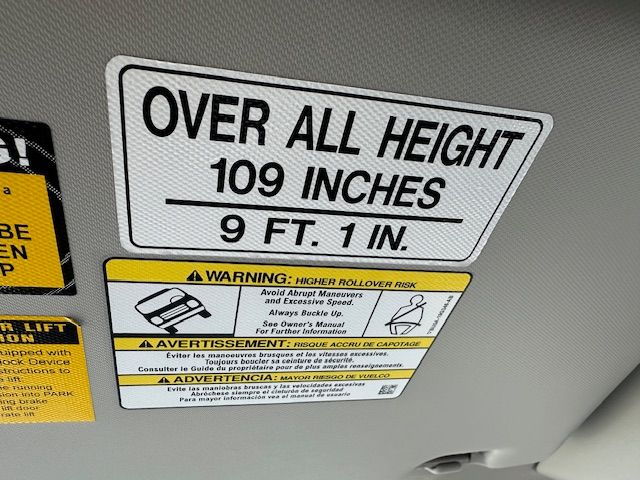 OVER ALL HEIGHT
109 INCHES
9 FT. 1 IN.
WARNING: HIGHER ROLLOVER RISK
Avoid Abrupt Maneuvers
and Excessive Speed.
Always Buckle Up.
See Owner's Manual
For Further Information
AVERTISSEMENT: RISQUE ACCRU DE CAPOTAGE
Éviter les manoeuvres brusques et les vitesses excessives.
Toujours boucler sa ceinture de sécurité.
Consulter le Guide du propriétaire pour de plus amples renseignements.
ADVERTENCIA: MAYOR RIESGO DE VUELCO
Evite las maniobras bruscas y las velocidades excesivas
Abróchese siempre el cinturón de seguridad
Para mayor información vea el manual de usuario
a
BE
EN
P
R LIFT
ION
uipped with
lock Device
structions to
e lift.
he running
sion into PARK
ng brake
lift door
rate lift